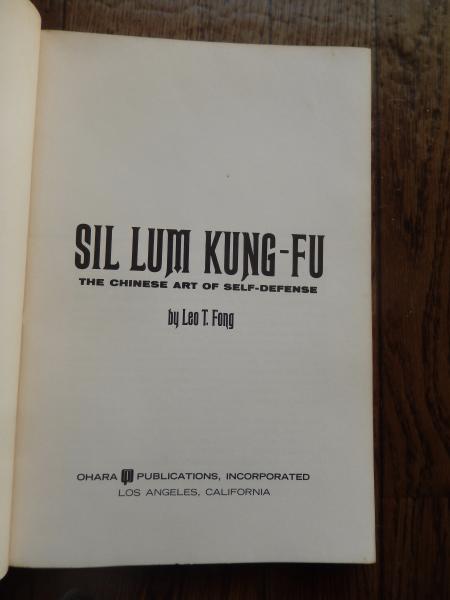 SIL LUM KUNG-FU
THE CHINESE ART OF SELF-DEFENSE
by Leo T. Fong
OHARA PUBLICATIONS, INCORPORATED
LOS ANGELES, CALIFORNIA